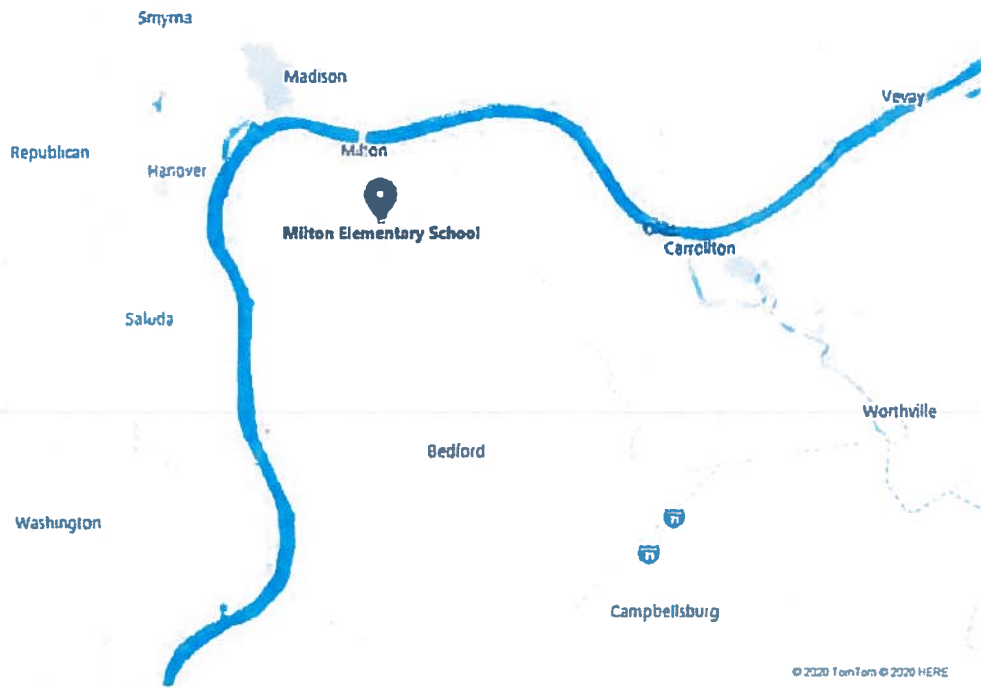 Smyrna
Madison
Vevay
Republican
Milton
Hanover
Milton Elementary School
Carrollton
Saluda
Worthville
Bedford
71
Washington
71
Campbellsburg
© 2020 TomTom © 2020 HERE